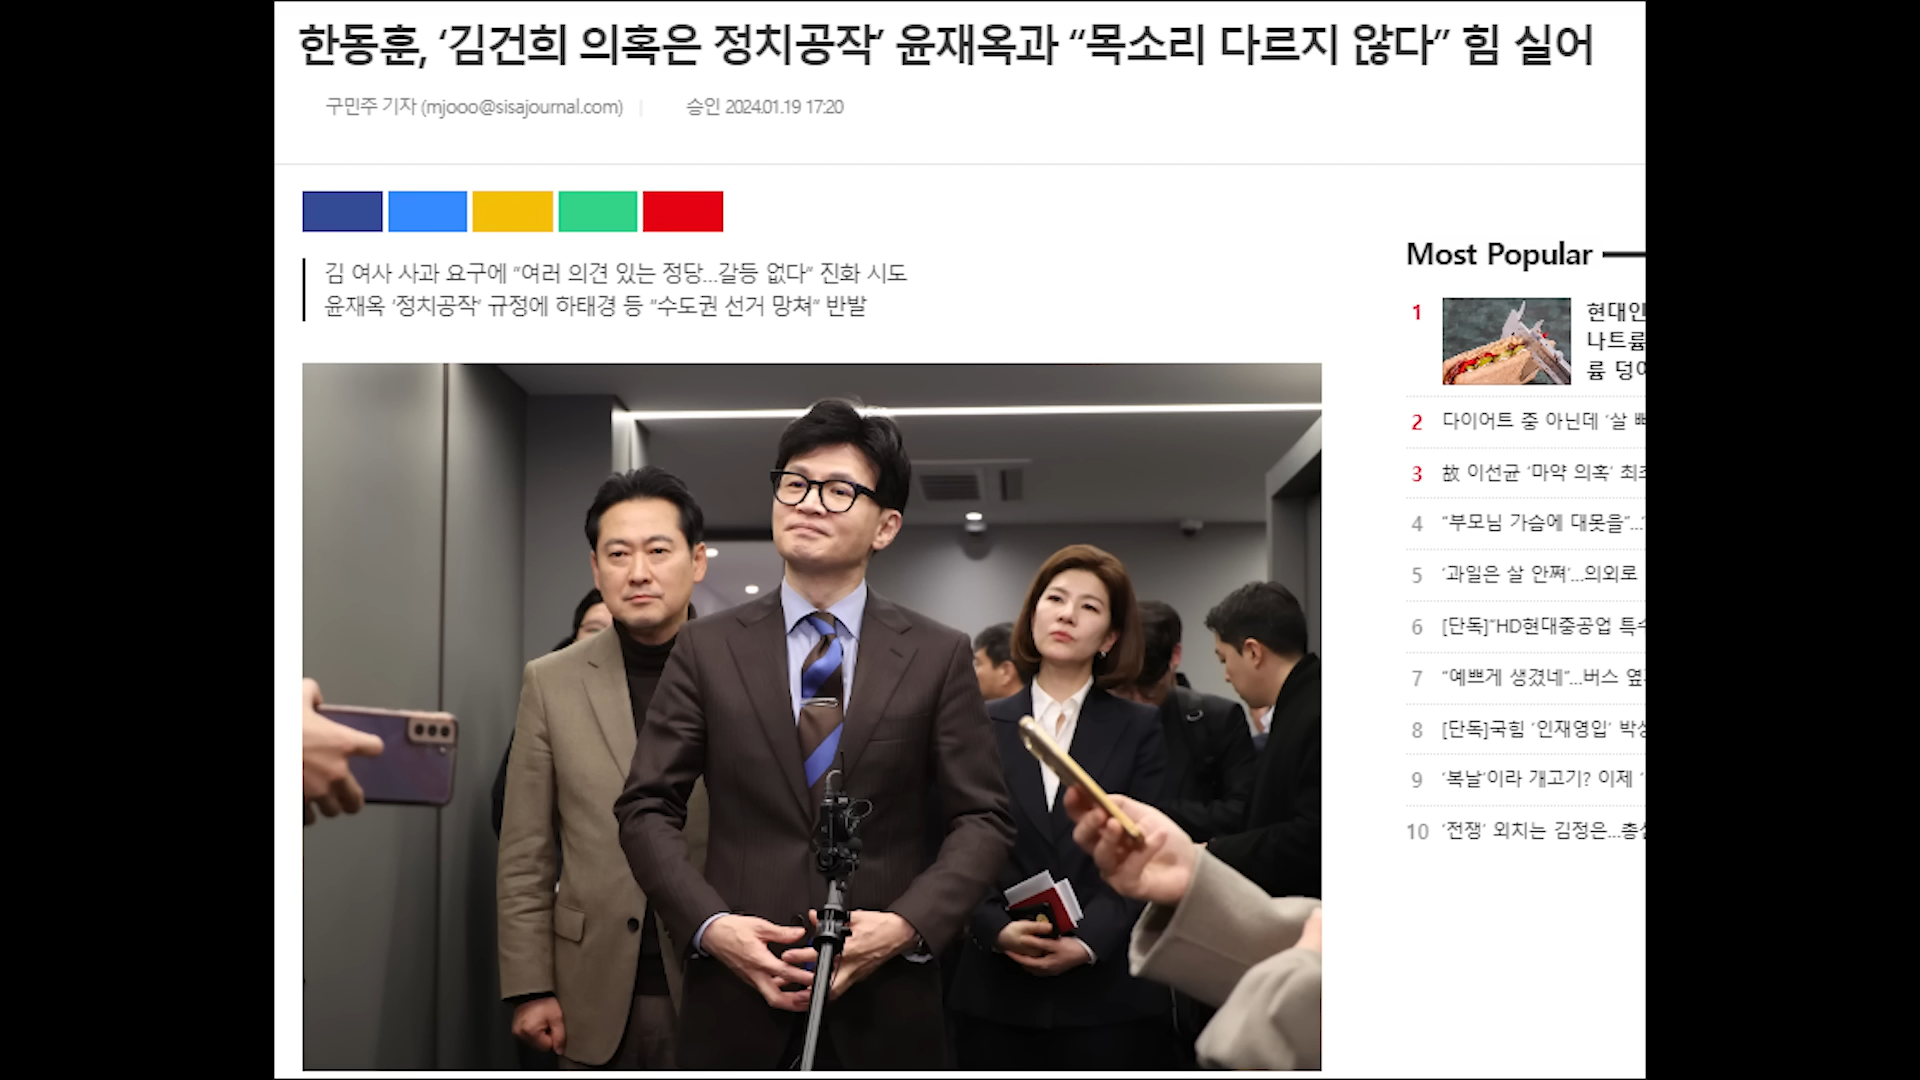 한동훈, ‘김건희 의혹은 정치공작’ 윤재옥과 “목소리 다르지 않다” 힘 실어
구민주 기자 (mjooo@sisajournal.com)
승인 2024.01.19 17:20
김 여사 사과 요구에 “여러 의견 있는 정당…갈등 없다” 진화 시도
윤재옥 ‘정치공작’ 규정에 하태경 등 “수도권 선거 망쳐” 반발
Most Popular
1 현대인
나트륨
륨 덩어
2 다이어트 중 아닌데 ‘살
3 故 이선균 ‘마약 의혹’ 최초
4 “부모님 가슴에 대못을”…
5 ‘과일은 살 안쪄’…의외로
6 [단독]“HD현대중공업 특수
7 “예쁘게 생겼네”…버스 옆
8 [단독]국힘 ‘인재영입’ 박
9 ‘복날’이라 개고기? 이제 ‘
10 ‘전쟁’ 외치는 김정은…총선